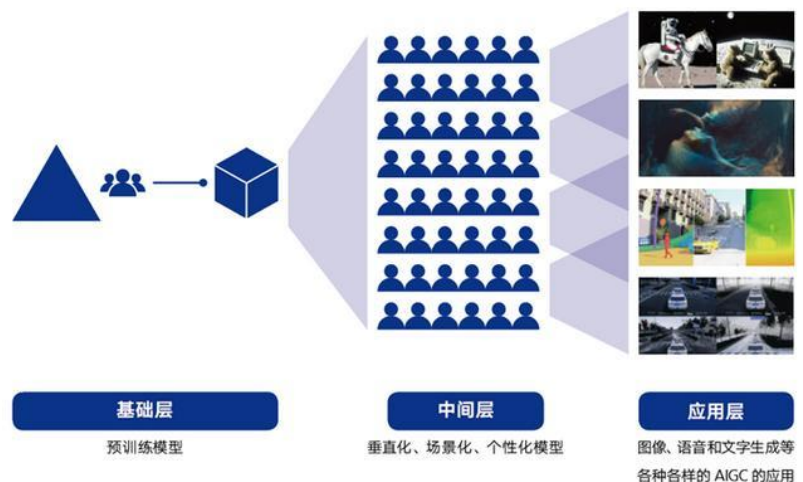 基础层
预训练模型
中间层
垂直化、场景化、个性化模型
应用层
图像、语音和文字生成等
各种各样的 AIGC 的应用